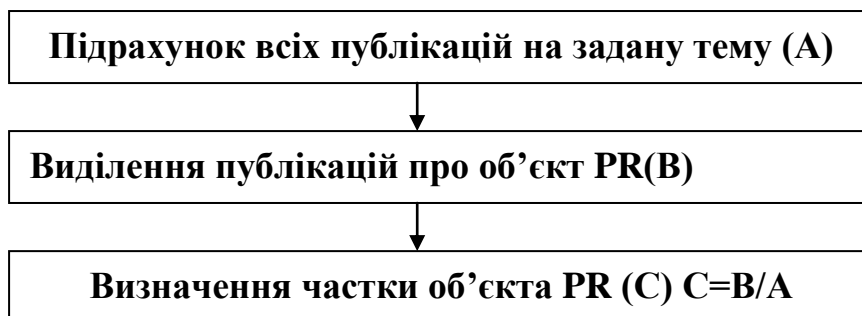 Підрахунок всіх публікацій на задану тему (А)
Виділення публікацій про об’єкт PR(В)
Визначення частки об’єкта PR (С) С=В/А